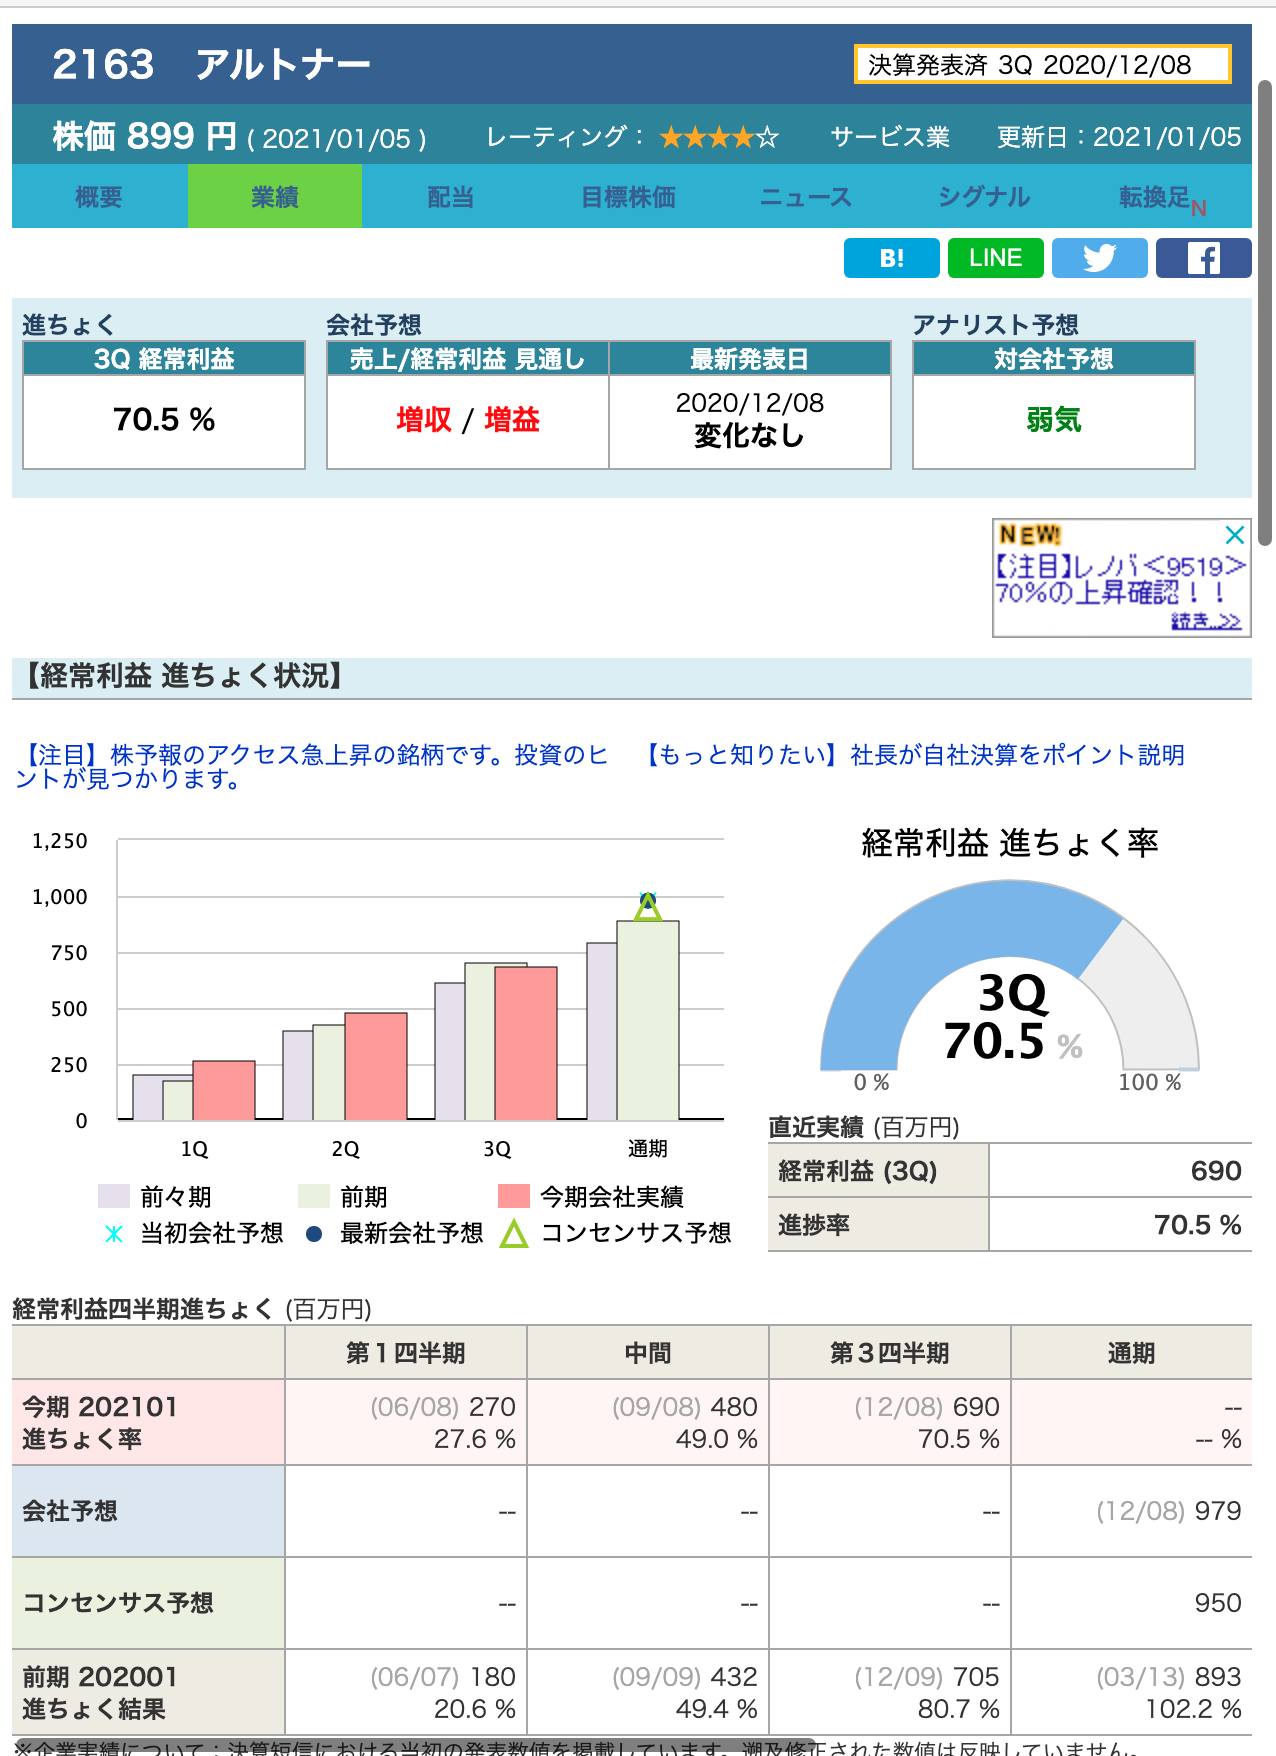 2163 アルトナー
決算発表済 3Q 2020/12/08
株価 899 円 ( 2021/01/05 ) レーティング： ★★★★☆ サービス業 更新日：2021/01/05
概要 業績 配当 目標株価 ニュース シグナル 転換足N
B! LINE
進ちょく 会社予想 アナリスト予想
3Q 経常利益 売上/経常利益 見通し 最新発表日 対会社予想
70.5 % 増収 / 増益 2020/12/08 弱気
変化なし
NEW!
【注目】レノバ<9519>
70%の上昇確認！！
続き..>>
【経常利益 進ちょく状況】
【注目】株予報のアクセス急上昇の銘柄です。投資のヒ 【もっと知りたい】社長が自社決算をポイント説明
ントが見つかります。
経常利益 進ちょく率
1,250
1,000
750
500
250
0
1Q 2Q 3Q 通期
3Q
70.5 %
0 % 100 %
前々期 前期 今期会社実績
当初会社予想 最新会社予想 コンセンサス予想
直近実績 (百万円)
経常利益 (3Q) 690
進捗率 70.5 %
経常利益四半期進ちょく (百万円)
第１四半期 中間 第３四半期 通期
今期 202101 (06/08) 270 (09/08) 480 (12/08) 690 --
進ちょく率 27.6 % 49.0 % 70.5 % -- %
会社予想 -- -- -- (12/08) 979
コンセンサス予想 -- -- -- 950
前期 202001 (06/07) 180 (09/09) 432 (12/09) 705 (03/13) 893
進ちょく結果 20.6 % 49.4 % 80.7 % 102.2 %
※企業実績について：決算短信における当初の発表数値を掲載しています。遡及修正された数値は反映していません。